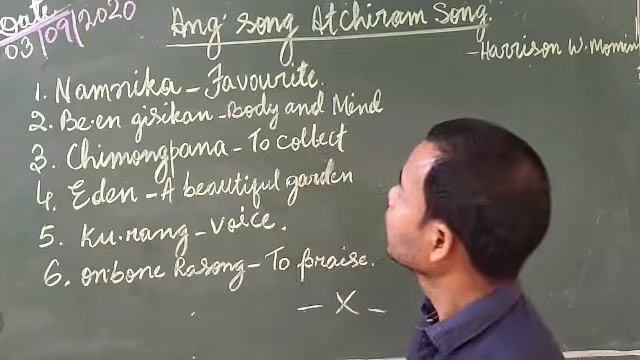 Date.
03/09/2020
Ang' song Atchiram Song.
- Harrison W. Momin
1. Namnika - Favourite.
2. Be.en gisikan - Body and Mind
3. Chimongpana - To collect
4. Eden - A beautiful garden
5. Ku.rang - voice.
6. on.bone Rasong - To praise.
- X -